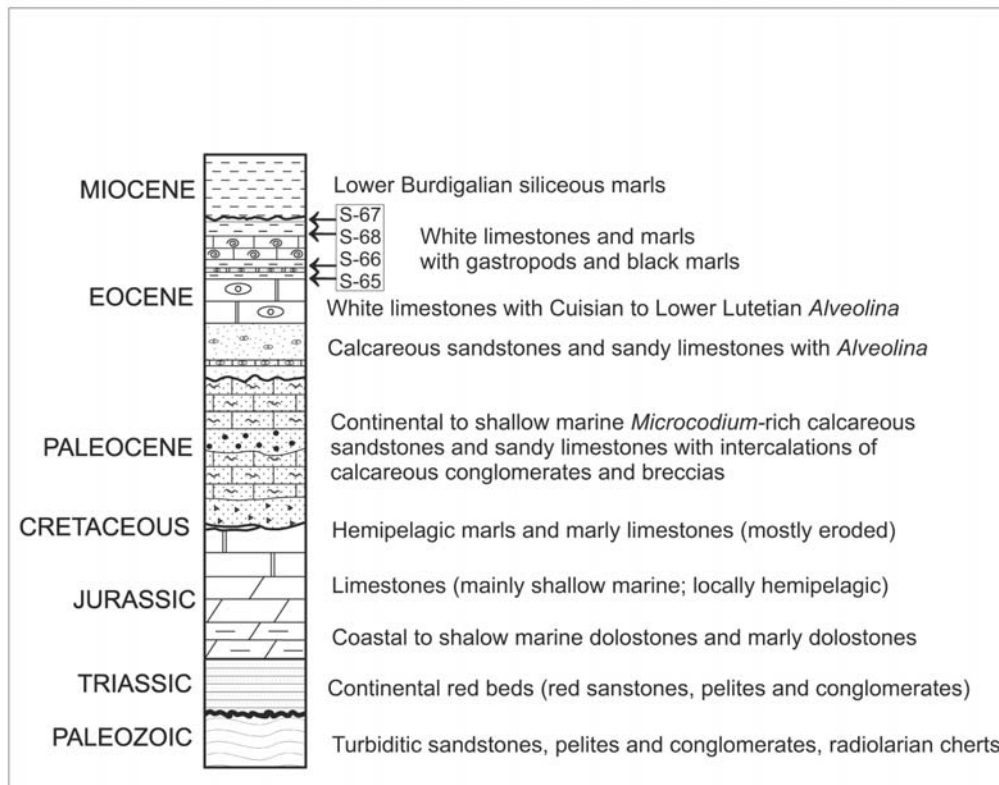 MIOCENE
Lower Burdigalian siliceous marls
S-67
S-68
S-66
S-65
White limestones and marls
with gastropods and black marls
EOCENE
White limestones with Cuisian to Lower Lutetian Alveolina
Calcareous sandstones and sandy limestones with Alveolina
PALEOCENE
Continental to shallow marine Microcodium-rich calcareous
sandstones and sandy limestones with intercalations of
calcareous conglomerates and breccias
CRETACEOUS
Hemipelagic marls and marly limestones (mostly eroded)
JURASSIC
Limestones (mainly shallow marine; locally hemipelagic)
Coastal to shalow marine dolostones and marly dolostones
TRIASSIC
Continental red beds (red sanstones, pelites and conglomerates)
PALEOZOIC
Turbiditic sandstones, pelites and conglomerates, radiolarian cherts